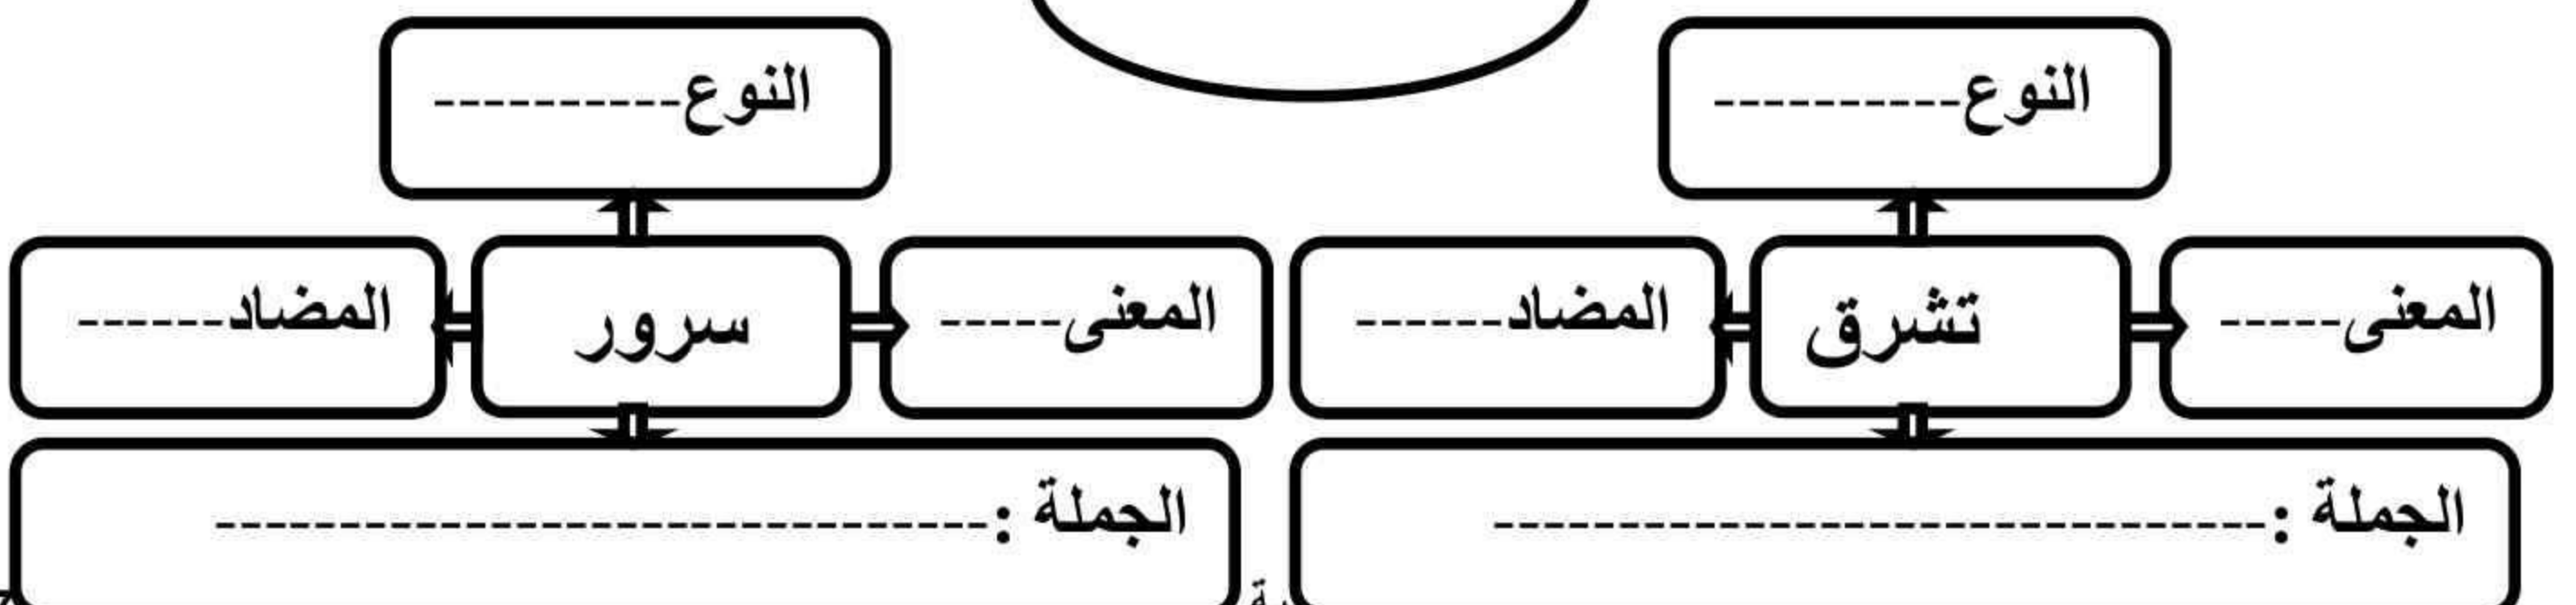 النوع---------- النوع----------
المعنى----- تشرق المضاد------ المعنى----- سرور المضاد------
الجملة :------------------------------- الجملة :-------------------------------